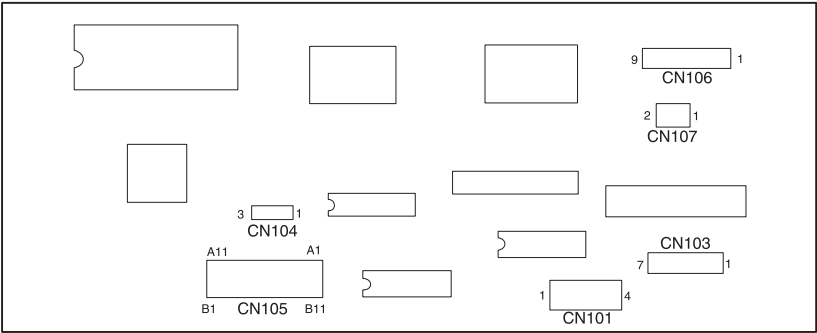 9 1
CN106
2 1
CN107
3 1
CN104
A11 A1
B1 CN105 B11
CN103
7 1
1 4
CN101